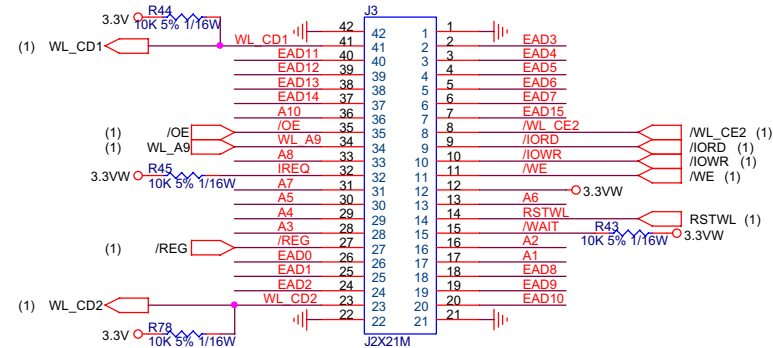 J3
3.3V R44
10K 5% 1/16W
42 42 1 1
(1) WL_CD1 WL_CD1 41 41 2 2 EAD3
EAD11 40 40 3 3 EAD4
EAD12 39 39 4 4 EAD5
EAD13 38 38 5 5 EAD6
EAD14 37 37 6 6 EAD7
A10 36 36 7 7 EAD15
(1) /OE /OE 35 35 8 8 /WL_CE2 /WL_CE2 (1)
(1) WL_A9 WL_A9 34 34 9 9 /IORD /IORD (1)
A8 33 33 10 10 /IOWR /IOWR (1)
3.3VW R45 IREQ 32 32 11 11 /WE /WE (1)
10K 5% 1/16W
A7 31 31 12 12 3.3VW
A5 30 30 13 13 A6
A4 29 29 14 14 RSTWL RSTWL (1)
A3 28 28 15 15 /WAIT R43 3.3VW
10K 5% 1/16W
(1) /REG /REG 27 27 16 16 A2
EAD0 26 26 17 17 A1
EAD1 25 25 18 18 EAD8
EAD2 24 24 19 19 EAD9
(1) WL_CD2 WL_CD2 23 23 20 20 EAD10
22 22 21 21
3.3V R78
10K 5% 1/16W
J2X21M